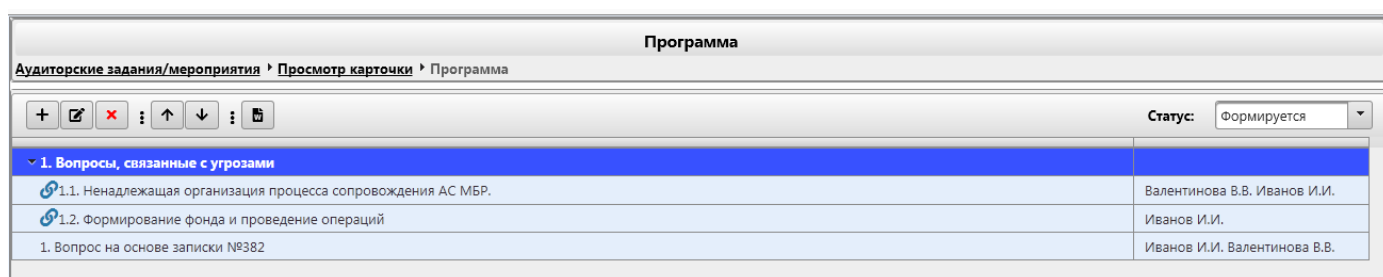 Программа
Аудиторские задания/мероприятия Просмотр карточки Программа
Статус: Формируется
1. Вопросы, связанные с угрозами
1.1. Ненадлежащая организация процесса сопровождения АС МБР. Валентинова В.В. Иванов И.И.
1.2. Формирование фонда и проведение операций Иванов И.И.
1. Вопрос на основе записки №382 Иванов И.И. Валентинова В.В.